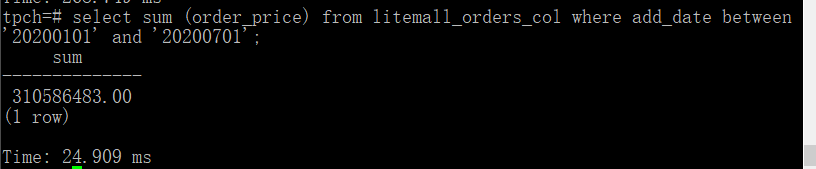 tpch=# select sum (order_price) from litemall_orders_col where add_date between
'20200101' and '20200701';
sum
--------------
310586483.00
(1 row)
Time: 24.909 ms